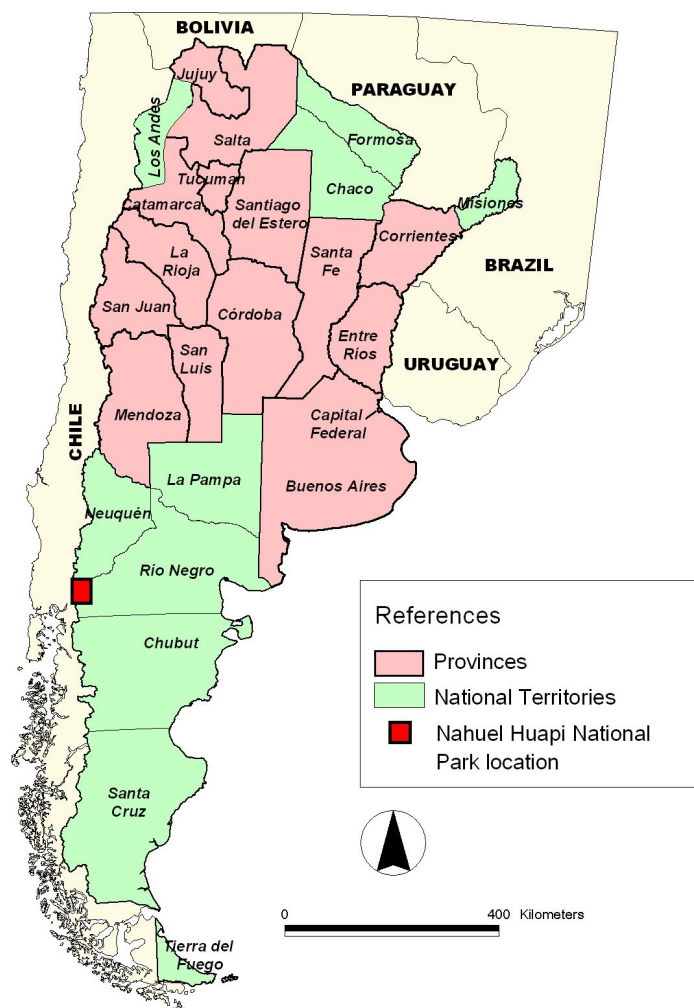 BOLIVIA
Jujuy
PARAGUAY
Los Andes
Salta
Formosa
Chaco
Tucuman
Catamarca
Santiago
del Estero
Misiones
Corrientes
La
Rioja
Santa
Fe
BRAZIL
San Juan
Córdoba
Entre
Rios
San
Luis
URUGUAY
Mendoza
Capital
Federal
CHILE
La Pampa
Buenos Aires
Neuquén
Río Negro
Chubut
Santa
Cruz
Tierra del
Fuego
References
Provinces
National Territories
Nahuel Huapi National
Park location
0 400 Kilometers